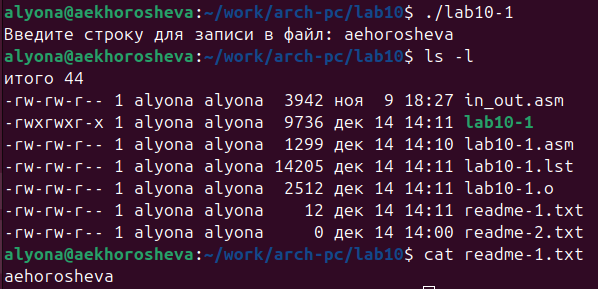 alyona@aekhorosheva:~/work/arch-pc/lab10$ ./lab10-1
Введите строку для записи в файл: aehorosheva
alyona@aekhorosheva:~/work/arch-pc/lab10$ ls -l
итого 44
-rw-rw-r-- 1 alyona alyona  3942 ноя  9 18:27 in_out.asm
-rwxrwxr-x 1 alyona alyona  9736 дек 14 14:11 lab10-1
-rw-rw-r-- 1 alyona alyona  1299 дек 14 14:10 lab10-1.asm
-rw-rw-r-- 1 alyona alyona 14205 дек 14 14:11 lab10-1.lst
-rw-rw-r-- 1 alyona alyona  2512 дек 14 14:11 lab10-1.o
-rw-rw-r-- 1 alyona alyona    12 дек 14 14:11 readme-1.txt
-rw-rw-r-- 1 alyona alyona     0 дек 14 14:00 readme-2.txt
alyona@aekhorosheva:~/work/arch-pc/lab10$ cat readme-1.txt
aehorosheva